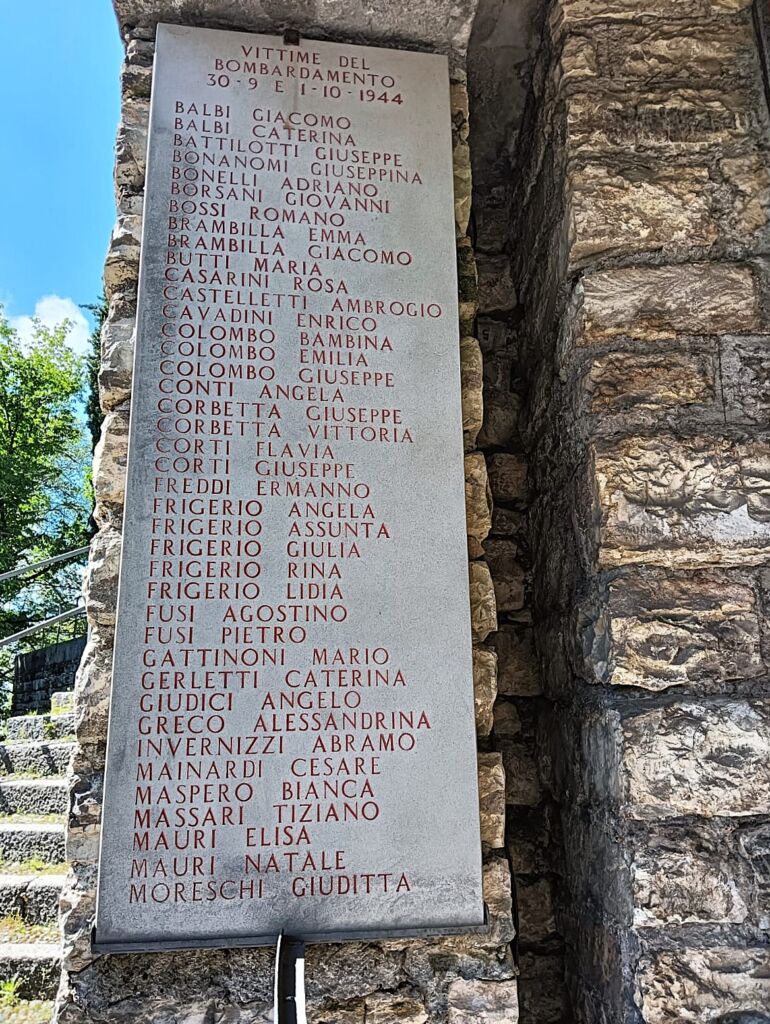 VITTIME DEL
BOMBARDAMENTO
30-9 E 1-10-1944
BALBI GIACOMO
BALBI CATERINA
BATTILOTTI GIUSEPPE
BONANOMI GIUSEPPINA
BONELLI ADRIANO
BORSANI GIOVANNI
BOSSI ROMANO
BRAMBILLA EMMA
BRAMBILLA GIACOMO
BUTTI MARIA
CASARINI ROSA
CASTELLETTI AMBROGIO
CAVADINI ENRICO
COLOMBO BAMBINA
COLOMBO EMILIA
COLOMBO GIUSEPPE
CONTI ANGELA
CORBETTA GIUSEPPE
CORBETTA VITTORIA
CORTI FLAVIA
CORTI GIUSEPPE
FREDDI ERMANNO
FRIGERIO ANGELA
FRIGERIO ASSUNTA
FRIGERIO GIULIA
FRIGERIO RINA
FRIGERIO LIDIA
FUSI AGOSTINO
FUSI PIETRO
GATTINONI MARIO
GERLETTI CATERINA
GIUDICI ANGELO
GRECO ALESSANDRINA
INVERNIZZI ABRAMO
MAINARDI CESARE
MASPERO BIANCA
MASSARI TIZIANO
MAURI ELISA
MAURI NATALE
MORESCHI GIUDITTA